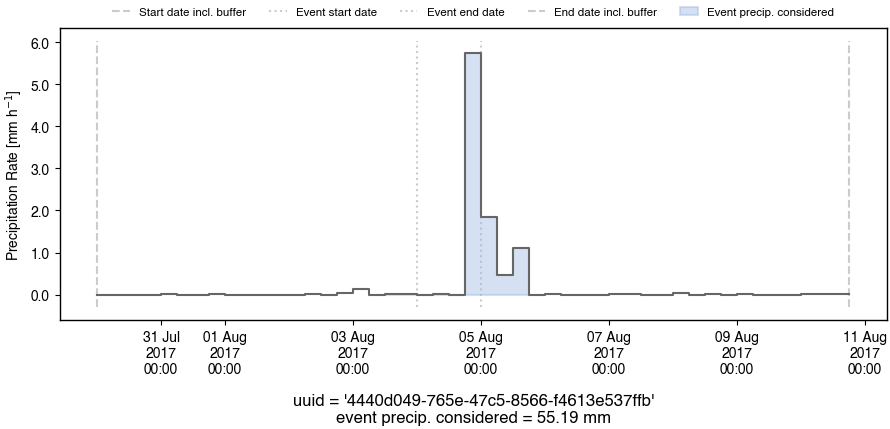 Start date incl. buffer Event start date Event end date End date incl. buffer Event precip. considered
Precipitation Rate [mm h⁻¹]
6.0
5.0
4.0
3.0
2.0
1.0
0.0
31 Jul 01 Aug 03 Aug 05 Aug 07 Aug 09 Aug 11 Aug
2017 2017 2017 2017 2017 2017 2017
00:00 00:00 00:00 00:00 00:00 00:00 00:00
uuid = '4440d049-765e-47c5-8566-f4613e537ffb'
event precip. considered = 55.19 mm